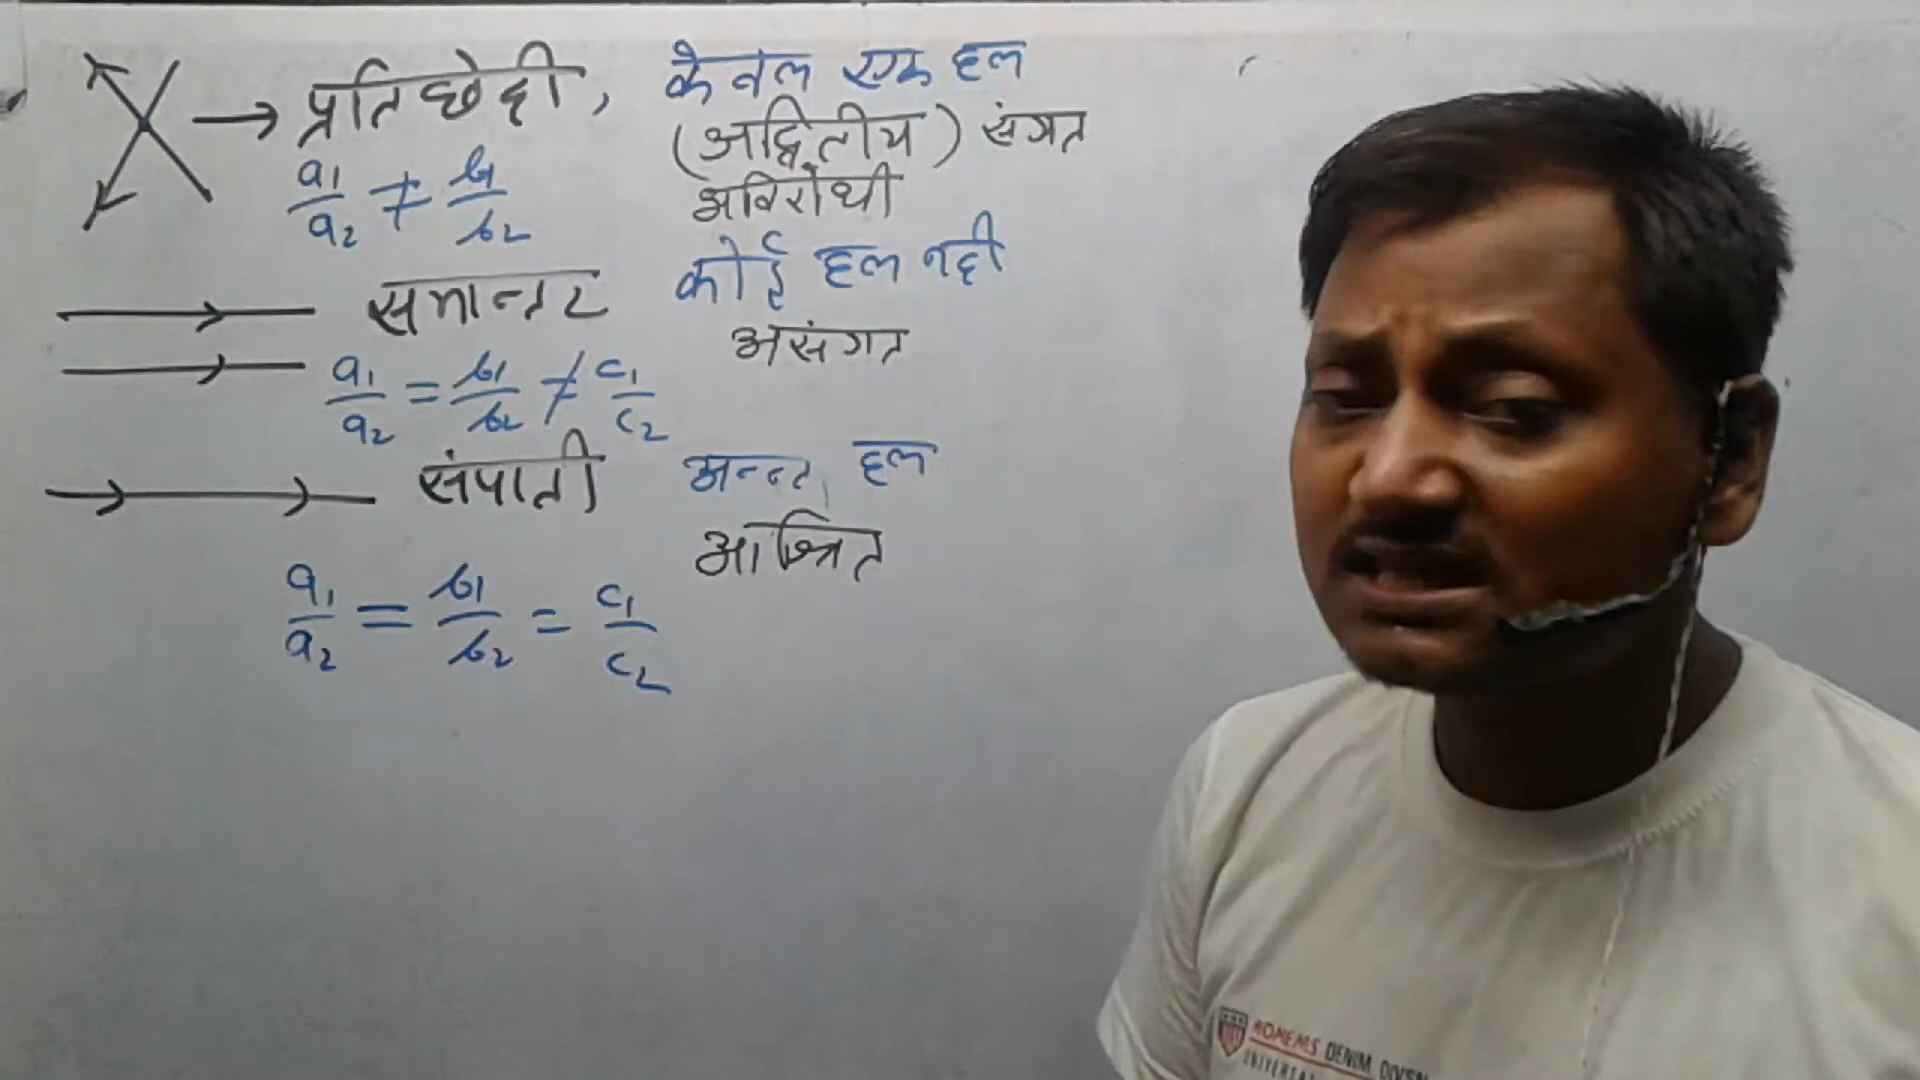 प्रतिछेदी, केवल एक हल
(अद्वितीय) संगत
अविरोधी
a₁/a₂ ≠ b₁/b₂
समान्तर कोई हल नही
असंगत
a₁/a₂ = b₁/b₂ ≠ c₁/c₂
संपाती अनन्त हल
आश्रित
a₁/a₂ = b₁/b₂ = c₁/c₂
DENIM